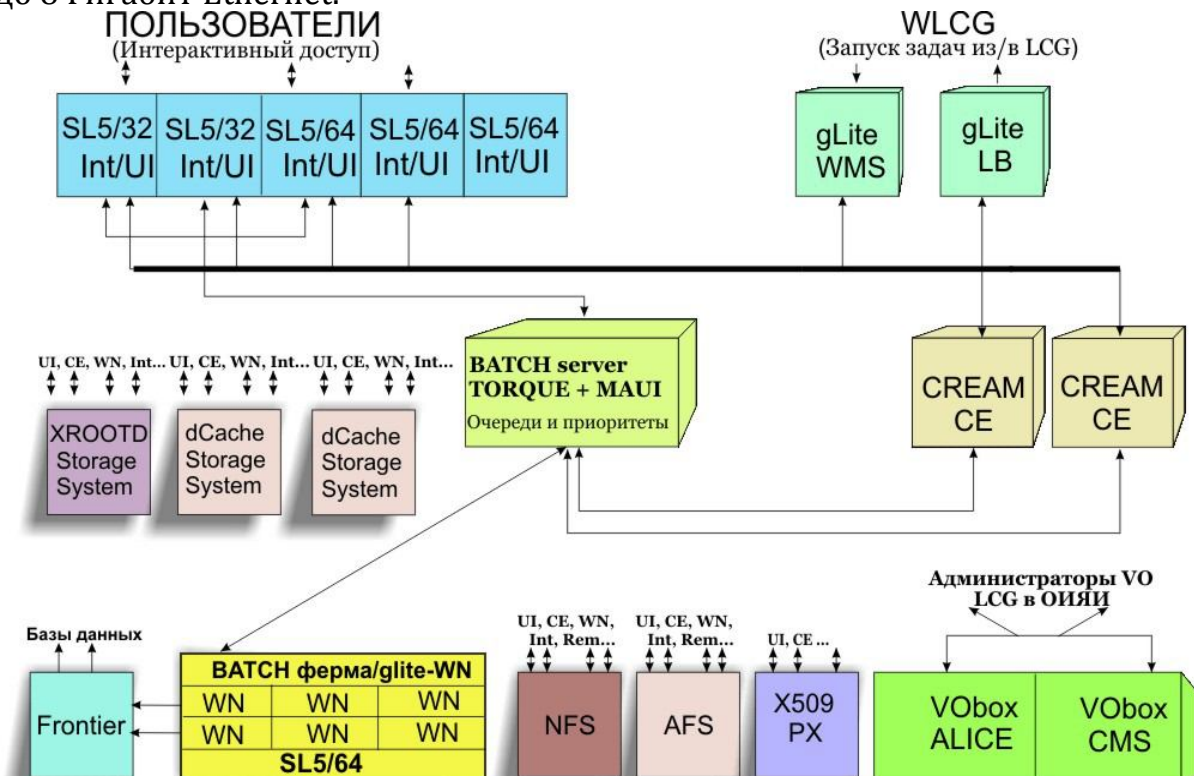 ПОЛЬЗОВАТЕЛИ
(Интерактивный доступ)
WLCG
(Запуск задач из/в LCG)
SL5/32
Int/UI
SL5/32
Int/UI
SL5/64
Int/UI
SL5/64
Int/UI
SL5/64
Int/UI
gLite
WMS
gLite
LB
UI, CE, WN, Int...
UI, CE, WN, Int...
UI, CE, WN, Int...
XROOTD
Storage
System
dCache
Storage
System
dCache
Storage
System
BATCH server
TORQUE + MAUI
Очереди и приоритеты
CREAM
CE
CREAM
CE
Базы данных
Frontier
BATCH ферма/glite-WN
WN WN WN
WN WN WN
SL5/64
UI, CE, WN,
Int, Rem...
NFS
UI, CE, WN,
Int, Rem...
AFS
UI, CE ...
X509
PX
Администраторы VO
LCG в ОИЯИ
VObox
ALICE
VObox
CMS